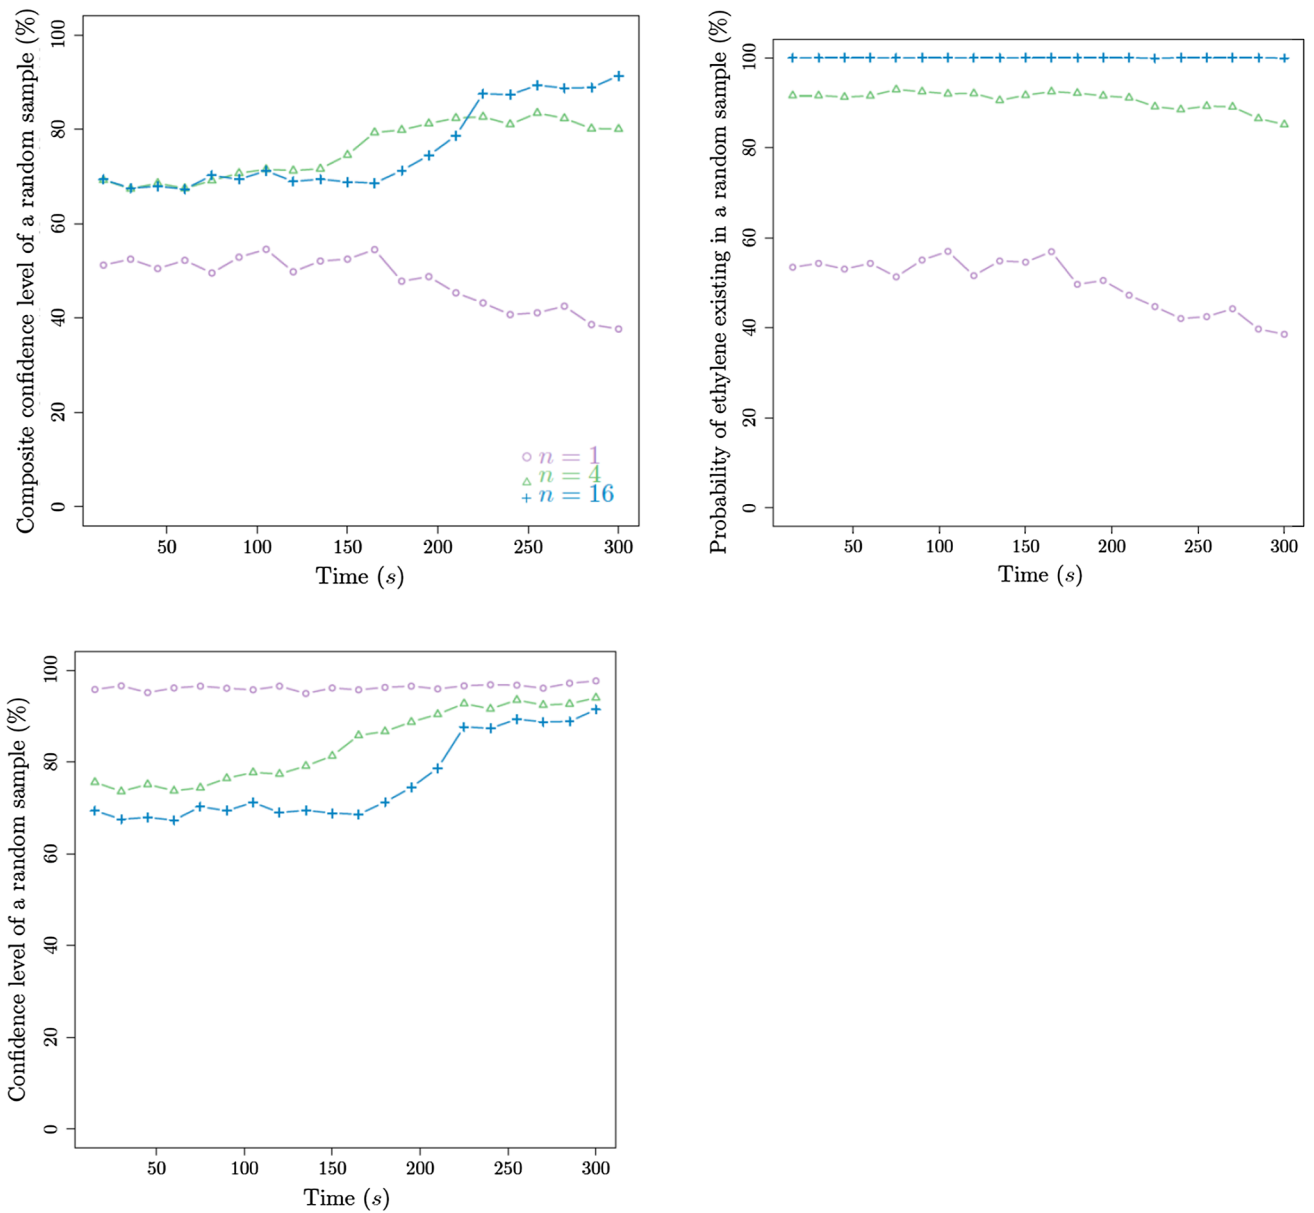 Composite confidence level of a random sample (%)
100
80
60
40
20
0
n = 1
n = 4
n = 16
50 100 150 200 250 300
Time (s)
Probability of ethylene existing in a random sample (%)
100
80
60
40
20
0
50 100 150 200 250 300
Time (s)
Confidence level of a random sample (%)
100
80
60
40
20
0
50 100 150 200 250 300
Time (s)